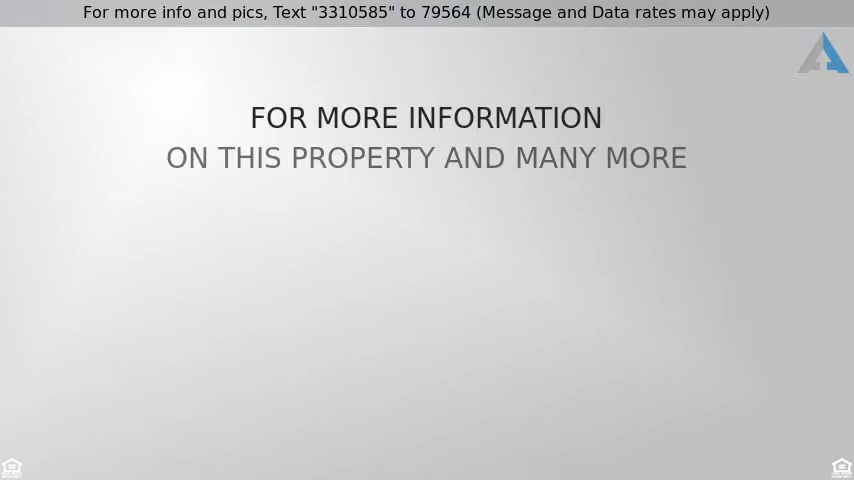 For more info and pics, Text "3310585" to 79564 (Message and Data rates may apply)
FOR MORE INFORMATION
ON THIS PROPERTY AND MANY MORE